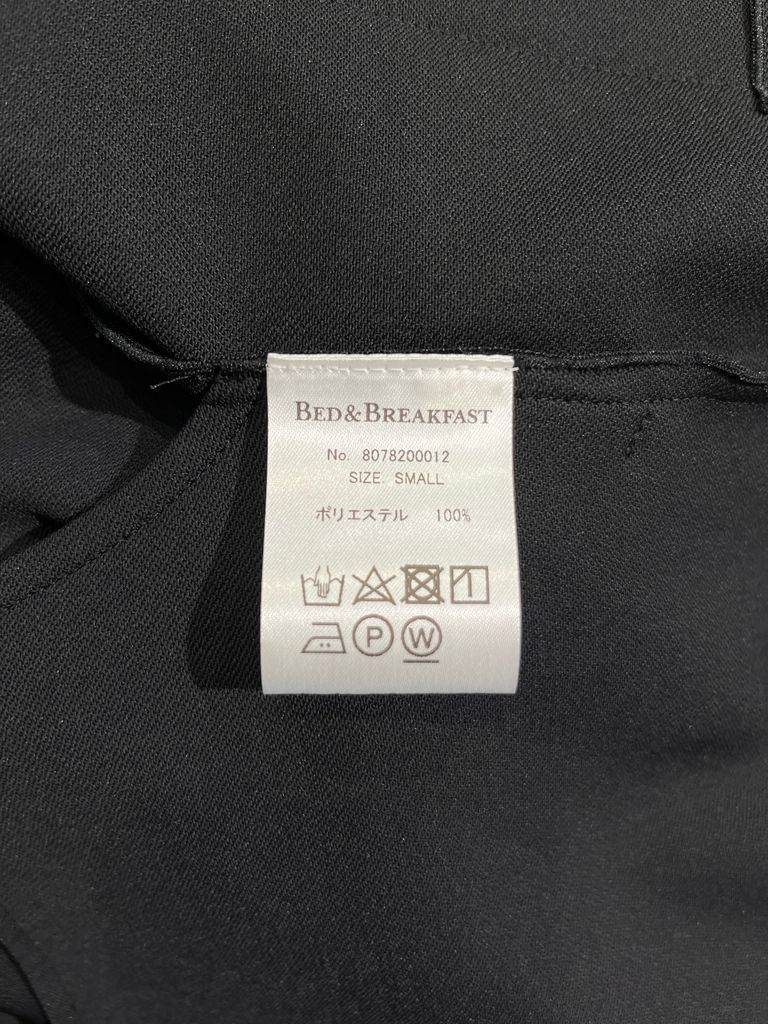 BED&BREAKFAST
No. 8078200012
SIZE. SMALL
ポリエステル 100%
P W